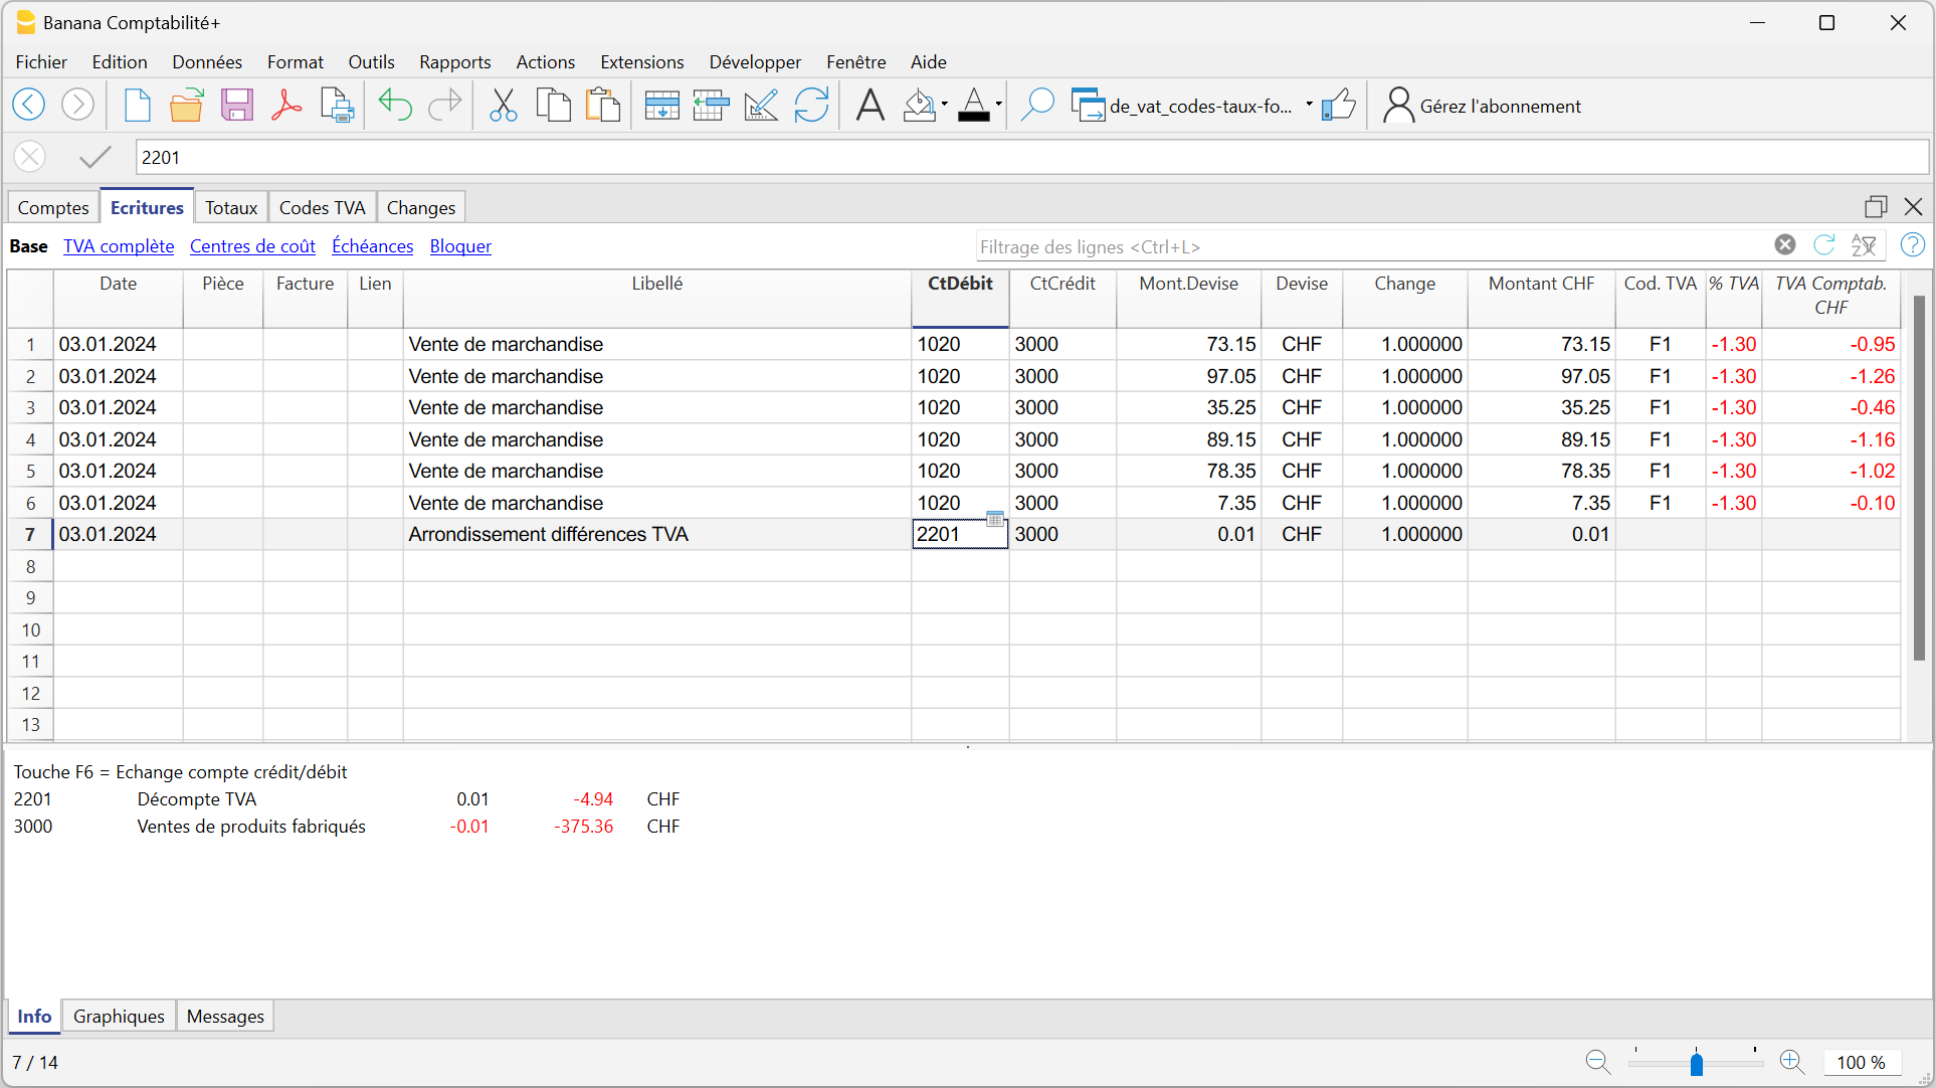 Banana Comptabilité+
Fichier Edition Données Format Outils Rapports Actions Extensions Développer Fenêtre Aide
de_vat_codes-taux-fo... Gérez l'abonnement
2201
Comptes Ecritures Totaux Codes TVA Changes
Base TVA complète Centres de coût Échéances Bloquer Filtrage des lignes <Ctrl+L>
Date Pièce Facture Lien Libellé CtDébit CtCrédit Mont.Devise Devise Change Montant CHF Cod. TVA % TVA TVA Comptab.
CHF
1 03.01.2024 Vente de marchandise 1020 3000 73.15 CHF 1.000000 73.15 F1 -1.30 -0.95
2 03.01.2024 Vente de marchandise 1020 3000 97.05 CHF 1.000000 97.05 F1 -1.30 -1.26
3 03.01.2024 Vente de marchandise 1020 3000 35.25 CHF 1.000000 35.25 F1 -1.30 -0.46
4 03.01.2024 Vente de marchandise 1020 3000 89.15 CHF 1.000000 89.15 F1 -1.30 -1.16
5 03.01.2024 Vente de marchandise 1020 3000 78.35 CHF 1.000000 78.35 F1 -1.30 -1.02
6 03.01.2024 Vente de marchandise 1020 3000 7.35 CHF 1.000000 7.35 F1 -1.30 -0.10
7 03.01.2024 Arrondissement différences TVA 2201 3000 0.01 CHF 1.000000 0.01
8
9
10
11
12
13
Touche F6 = Echange compte crédit/débit
2201 Décompte TVA 0.01 -4.94 CHF
3000 Ventes de produits fabriqués -0.01 -375.36 CHF
Info Graphiques Messages
7 / 14 100 %